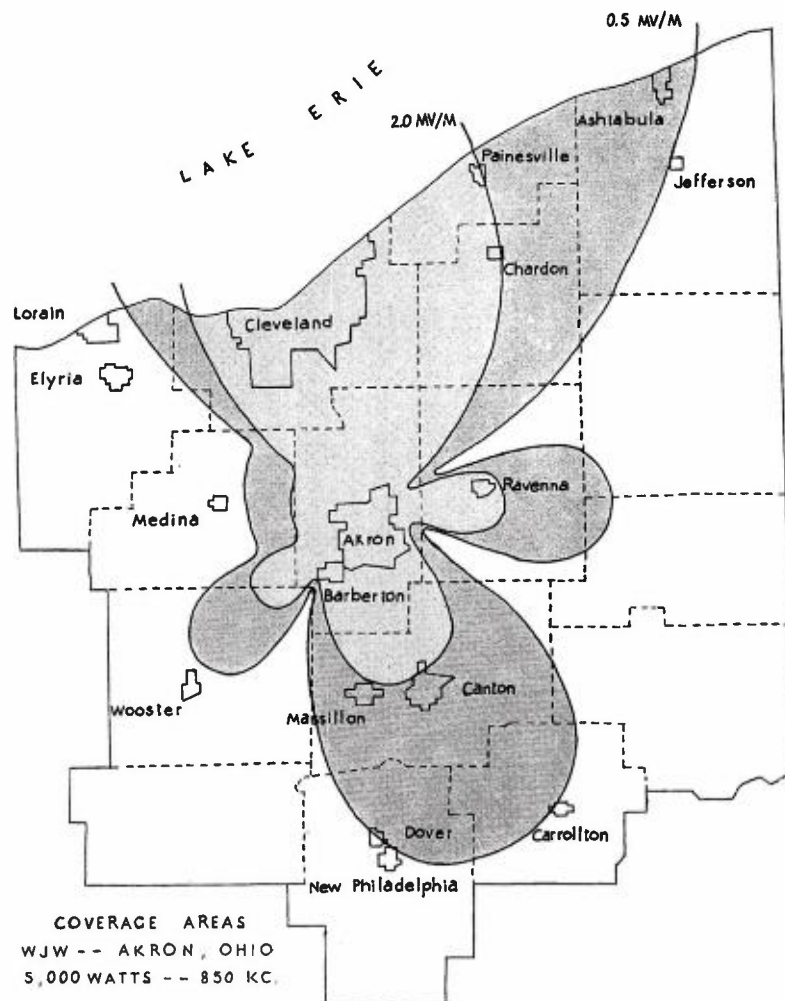 0.5 MV/M
LAKE ERIE
2.0 MV/M
Ashtabula
Painesville
Jefferson
Chardon
Lorain
Cleveland
Elyria
Ravenna
Medina
AKRON
Barberton
Canton
Wooster
Massillon
Dover
Carrollton
New Philadelphia
COVERAGE AREAS
WJW -- AKRON, OHIO
5,000 WATTS -- 850 KC.